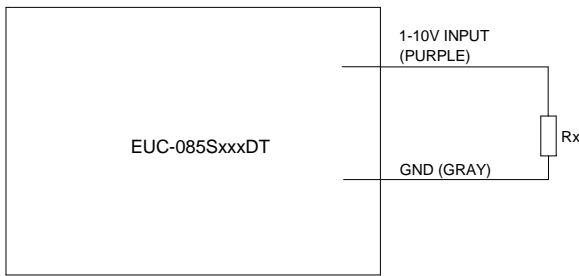 1-10V INPUT
(PURPLE)
EUC-085SxxxDT
Rx
GND (GRAY)